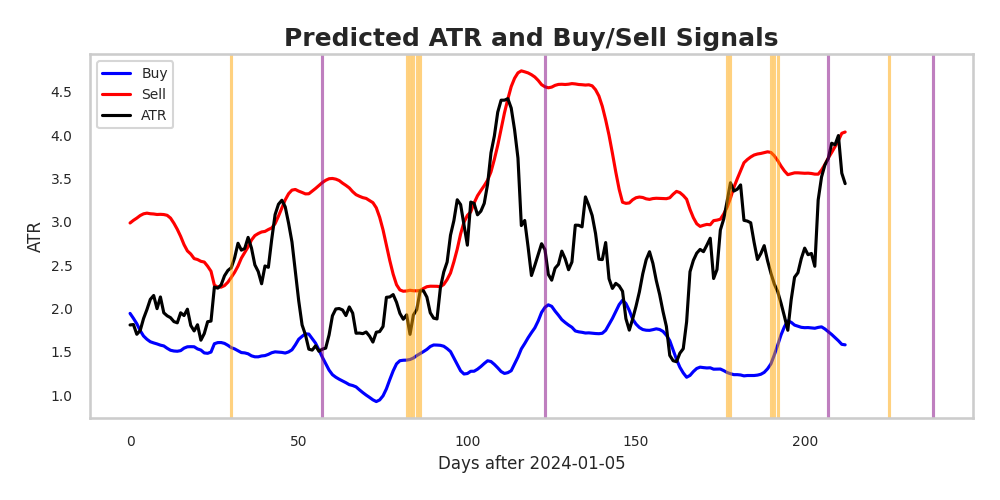 Predicted ATR and Buy/Sell Signals
Buy
Sell
ATR
4.5
4.0
3.5
3.0
2.5
2.0
1.5
1.0
ATR
0 50 100 150 200
Days after 2024-01-05